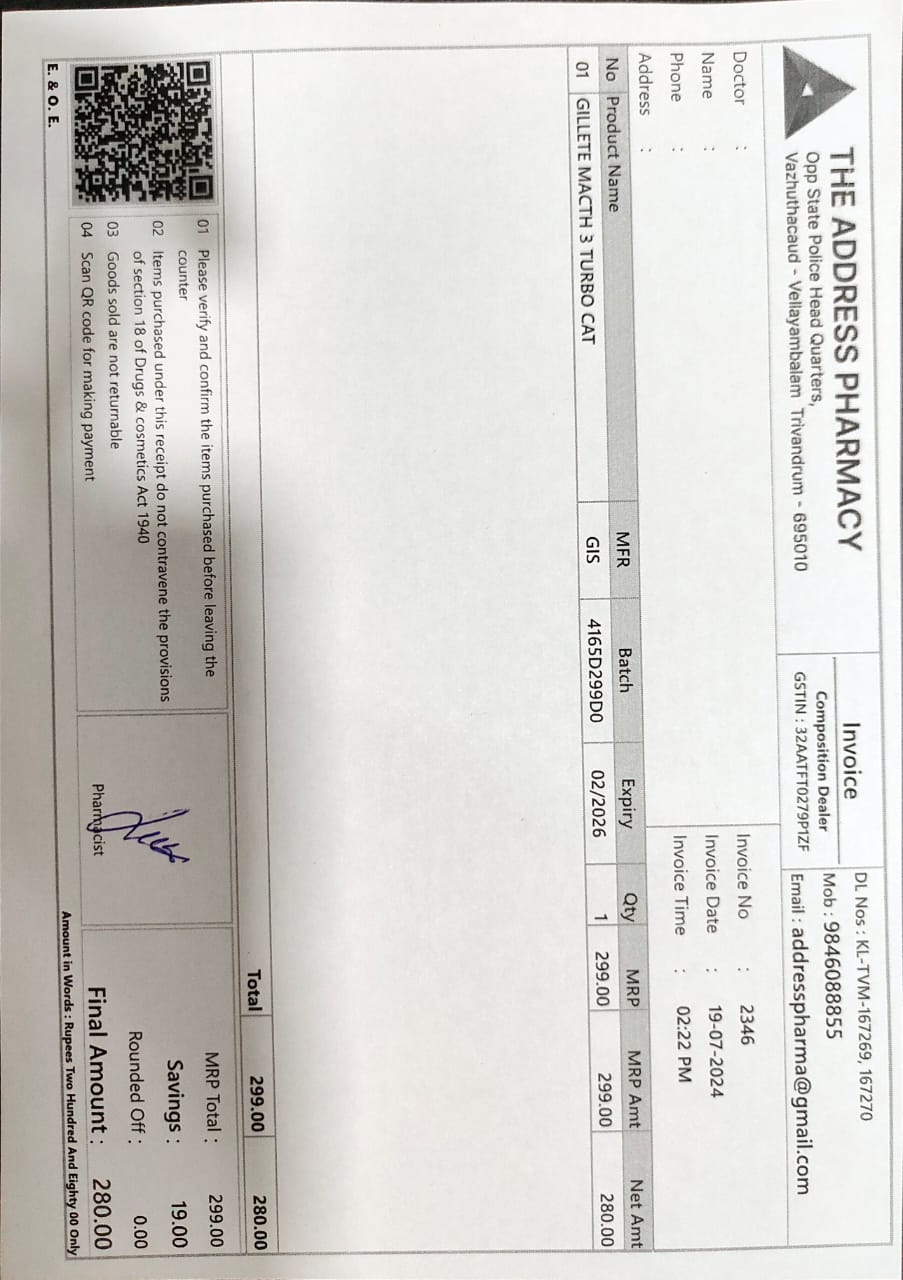 THE ADDRESS PHARMACY
Opp State Police Head Quarters,
Vazhuthacaud - Vellayambalam Trivandrum - 695010
Invoice
Composition Dealer
GSTIN : 32AATFT0279P1ZF
DL Nos : KL-TVM-167269, 167270
Mob : 9846088855
Email : addresspharma@gmail.com
Doctor :
Name :
Phone :
Address :
Invoice No : 2346
Invoice Date : 19-07-2024
Invoice Time : 02:22 PM
No Product Name MFR Batch Expiry Qty MRP MRP Amt Net Amt
01 GILLETE MACTH 3 TURBO CAT GIS 4165D299D0 02/2026 1 299.00 299.00 280.00
Total 299.00 280.00
01 Please verify and confirm the items purchased before leaving the
counter
02 Items purchased under this receipt do not contravene the provisions
of section 18 of Drugs & cosmetics Act 1940
03 Goods sold are not returnable
04 Scan QR code for making payment
Pharmacist
MRP Total : 299.00
Savings : 19.00
Rounded Off : 0.00
Final Amount : 280.00
Amount in Words : Rupees Two Hundred And Eighty 00 Only
E. & O. E.